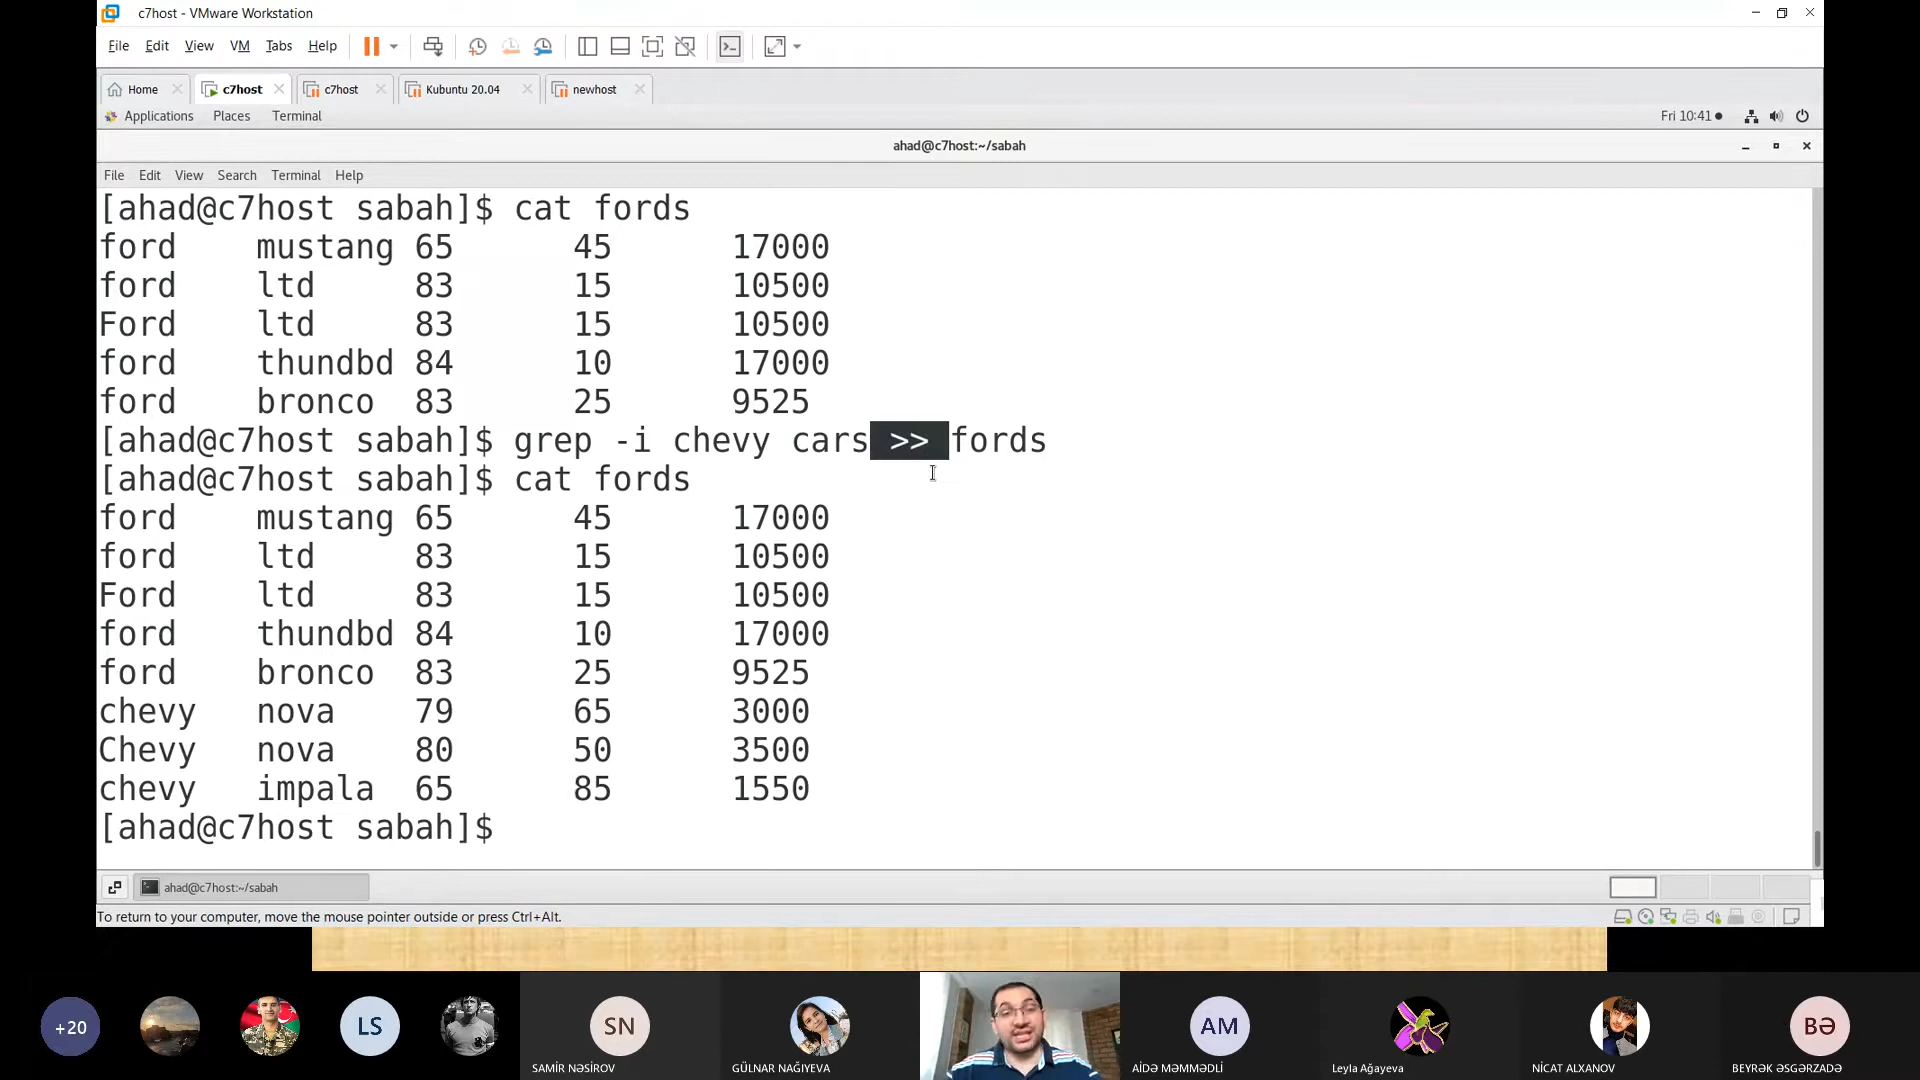 c7host - VMware Workstation
File Edit View VM Tabs Help
Home c7host c7host Kubuntu 20.04 newhost
Applications Places Terminal Fri 10:41
ahad@c7host:~/sabah
File Edit View Search Terminal Help
[ahad@c7host sabah]$ cat fords
ford mustang 65 45 17000
ford ltd 83 15 10500
Ford ltd 83 15 10500
ford thundbd 84 10 17000
ford bronco 83 25 9525
[ahad@c7host sabah]$ grep -i chevy cars >> fords
[ahad@c7host sabah]$ cat fords
ford mustang 65 45 17000
ford ltd 83 15 10500
Ford ltd 83 15 10500
ford thundbd 84 10 17000
ford bronco 83 25 9525
chevy nova 79 65 3000
Chevy nova 80 50 3500
chevy impala 65 85 1550
[ahad@c7host sabah]$
ahad@c7host:~/sabah
To return to your computer, move the mouse pointer outside or press Ctrl+Alt.
+20 LS SN AM BƏ
SAMİR NƏSİROV GÜLNAR NAĞIYEVA AİDƏ MƏMMƏDLİ Leyla Ağayeva NİCAT ALXANOV BEYRƏK ƏSGƏRZADƏ